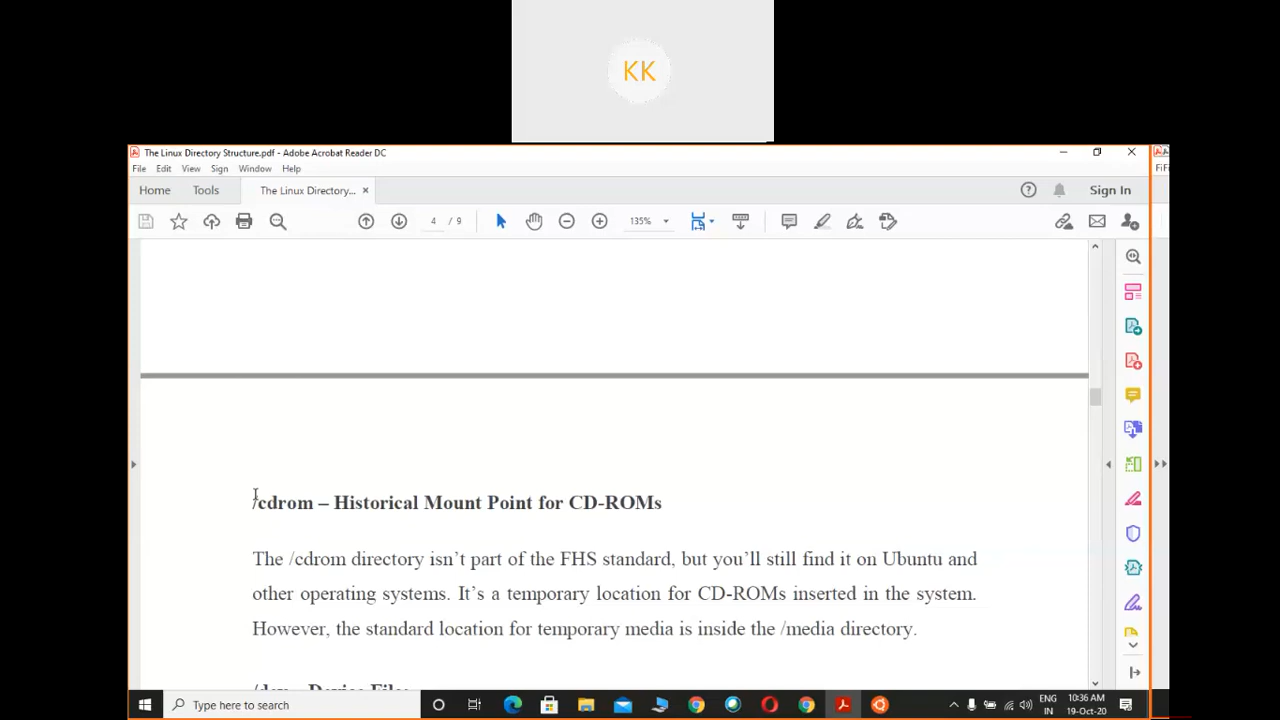 KK
The Linux Directory Structure.pdf - Adobe Acrobat Reader DC
File Edit View Sign Window Help
Home Tools The Linux Directory... × Sign In
4 / 9 135%
/cdrom – Historical Mount Point for CD-ROMs
The /cdrom directory isn’t part of the FHS standard, but you’ll still find it on Ubuntu and
other operating systems. It’s a temporary location for CD-ROMs inserted in the system.
However, the standard location for temporary media is inside the /media directory.
/dev – Device Files
Type here to search
ENG
IN
10:36 AM
19-Oct-20